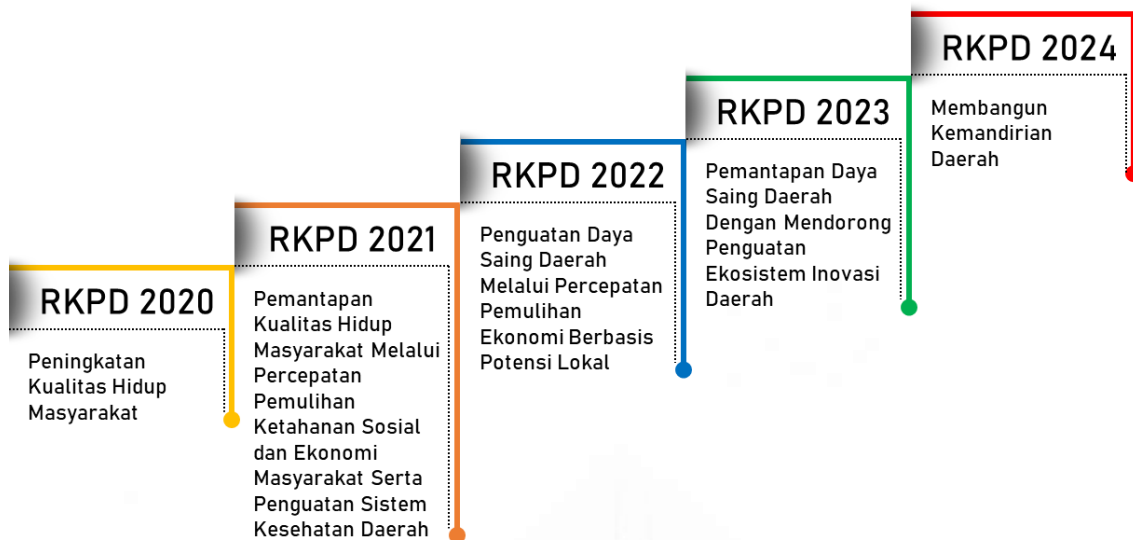 RKPD 2020
Peningkatan
Kualitas Hidup
Masyarakat
RKPD 2021
Pemantapan
Kualitas Hidup
Masyarakat Melalui
Percepatan
Pemulihan
Ketahanan Sosial
dan Ekonomi
Masyarakat Serta
Penguatan Sistem
Kesehatan Daerah
RKPD 2022
Penguatan Daya
Saing Daerah
Melalui Percepatan
Pemulihan
Ekonomi Berbasis
Potensi Lokal
RKPD 2023
Pemantapan Daya
Saing Daerah
Dengan Mendorong
Penguatan
Ekosistem Inovasi
Daerah
RKPD 2024
Membangun
Kemandirian
Daerah